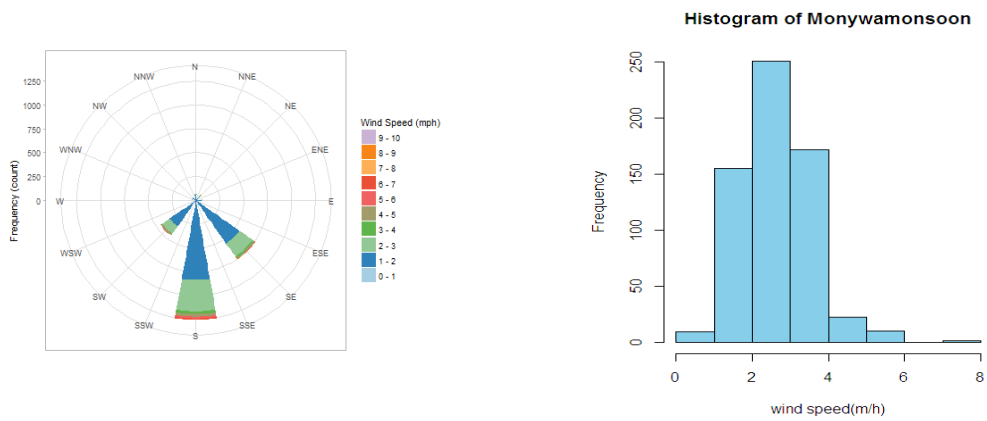 Frequency (count)
1250
1000
750
500
250
0
N
NNE
NE
ENE
E
ESE
SE
SSE
S
SSW
SW
WSW
W
WNW
NW
NNW
Wind Speed (mph)
9 - 10
8 - 9
7 - 8
6 - 7
5 - 6
4 - 5
3 - 4
2 - 3
1 - 2
0 - 1
Histogram of Monywamonsoon
Frequency
250
200
150
100
50
0
0 2 4 6 8
wind speed(m/h)